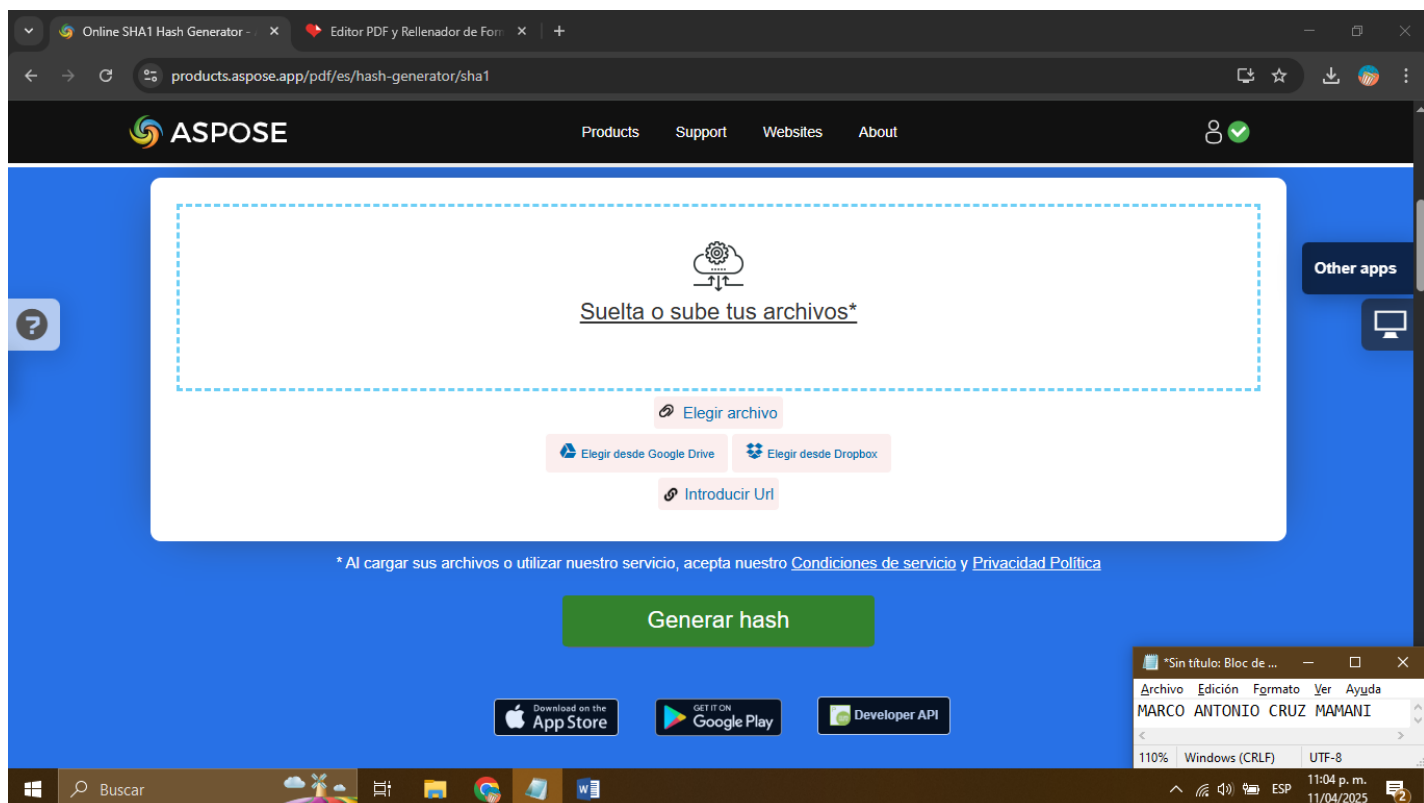 Online SHA1 Hash Generator -
Editor PDF y Rellenador de Form
products.aspose.app/pdf/es/hash-generator/sha1
ASPOSE
Products Support Websites About
Suelta o sube tus archivos*
Other apps
?
Elegir archivo
Elegir desde Google Drive Elegir desde Dropbox
Introducir Url
* Al cargar sus archivos o utilizar nuestro servicio, acepta nuestro Condiciones de servicio y Privacidad Política
Generar hash
Download on the
App Store
GET IT ON
Google Play
Developer API
*Sin título: Bloc de ...
Archivo Edición Formato Ver Ayuda
MARCO ANTONIO CRUZ MAMANI
110% Windows (CRLF) UTF-8
Buscar
ESP
11:04 p. m.
11/04/2025
2